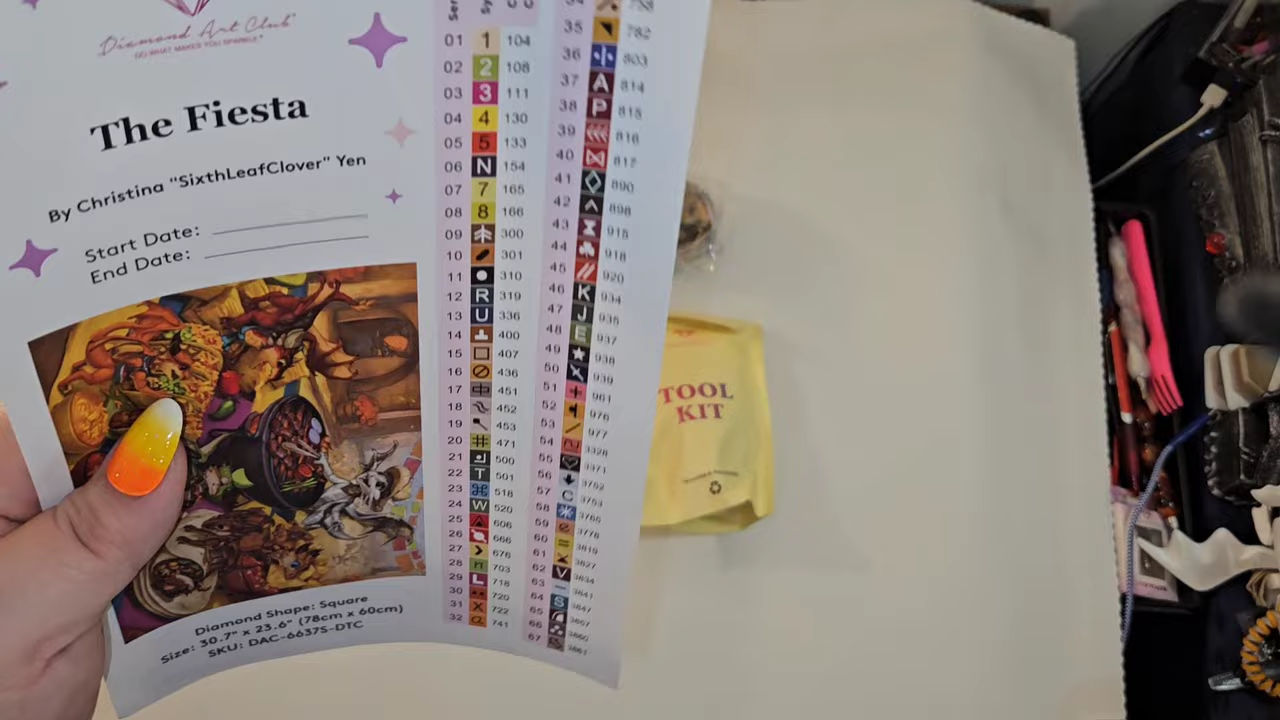 Diamond Art Club
DO WHAT MAKES YOU SPARKLE
The Fiesta
By Christina "SixthLeafClover" Yen
Start Date:
End Date:
Diamond Shape: Square
Size: 30.7" x 23.6" (78cm x 60cm)
SKU: DAC-6637S-DTC
01 1 104
02 2 108
03 3 111
04 4 130
05 5 133
06 N 154
07 7 165
08 8 166
09 300
10 301
11 310
12 R 319
13 U 336
14 400
15 407
16 436
17 451
18 452
19 453
20 # 471
21 500
22 T 501
23 ⌘ 518
24 W 520
25 606
26 666
27 676
28 n 703
29 L 718
30 720
31 X 722
32 741
35 782
36 803
37 A 814
38 P 815
39 816
40 817
41 890
42 898
43 915
44 918
45 920
46 K 934
47 J 935
48 E 937
49 ★ 938
50 939
51 + 961
52 976
53 977
54 3328
55 3371
56 3752
57 C 3753
58 3765
59 3776
60 3819
61 3827
62 V 3834
63
64 S
65
66
67
TOOL
KIT